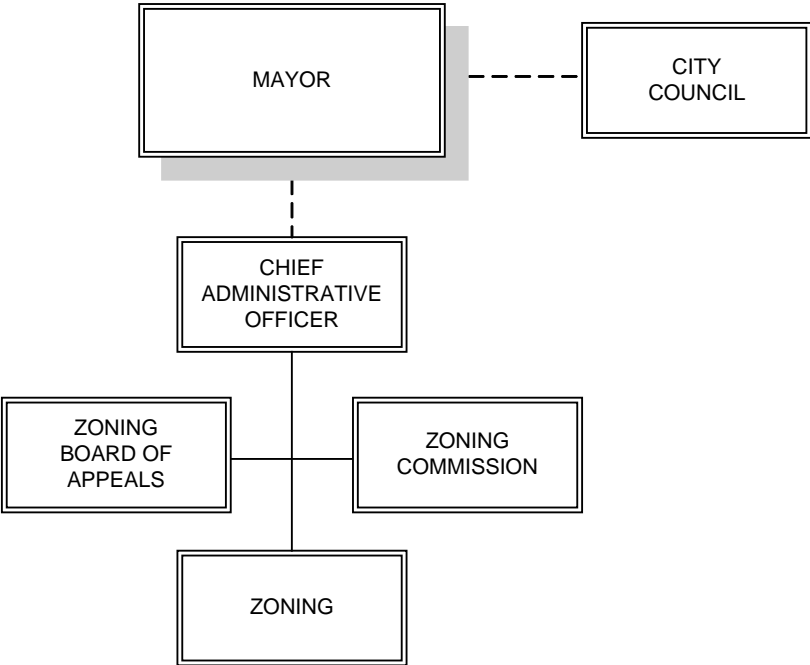 MAYOR
CITY
COUNCIL
CHIEF
ADMINISTRATIVE
OFFICER
ZONING
BOARD OF
APPEALS
ZONING
COMMISSION
ZONING